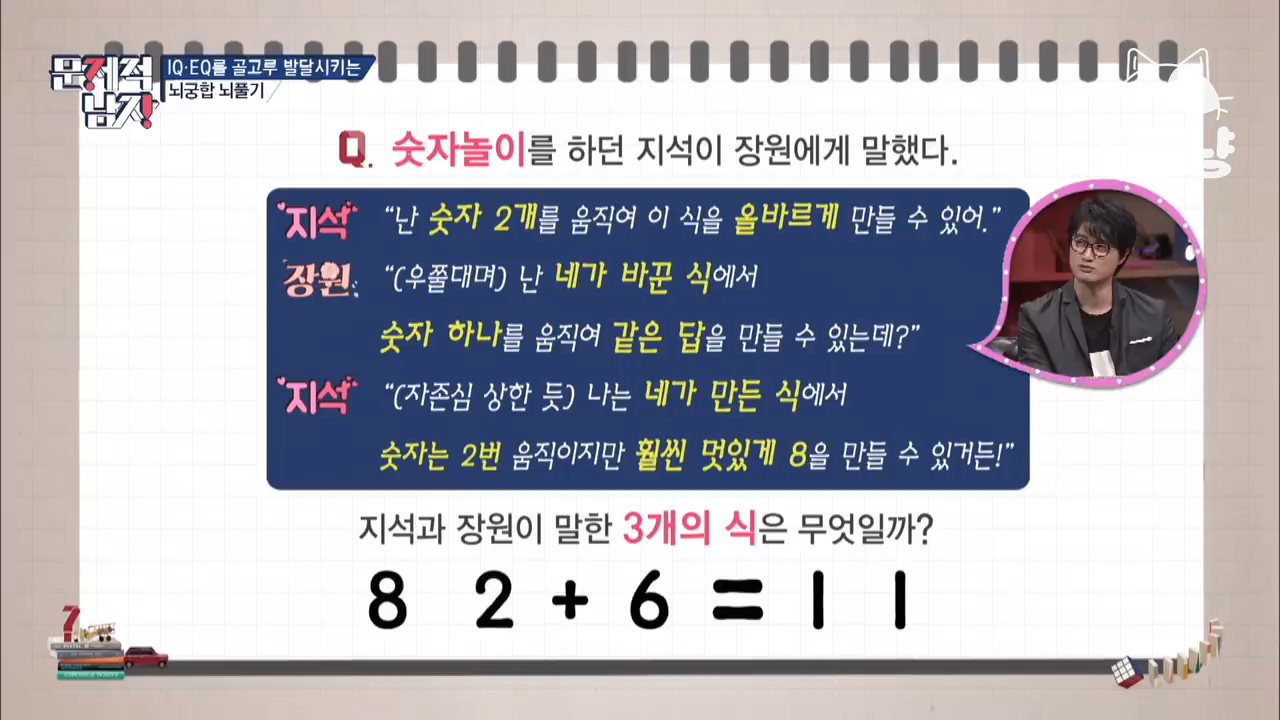 문제적
남자!
IQ·EQ를 골고루 발달시키는
뇌궁합 뇌풀기
Q. 숫자놀이를 하던 지석이 장원에게 말했다.
지석 “난 숫자 2개를 움직여 이 식을 올바르게 만들 수 있어.”
장원 “(우쭐대며) 난 네가 바꾼 식에서
숫자 하나를 움직여 같은 답을 만들 수 있는데?”
지석 “(자존심 상한 듯) 나는 네가 만든 식에서
숫자는 2번 움직이지만 훨씬 멋있게 8을 만들 수 있거든!”
지석과 장원이 말한 3개의 식은 무엇일까?
8 2 + 6 = 1 1